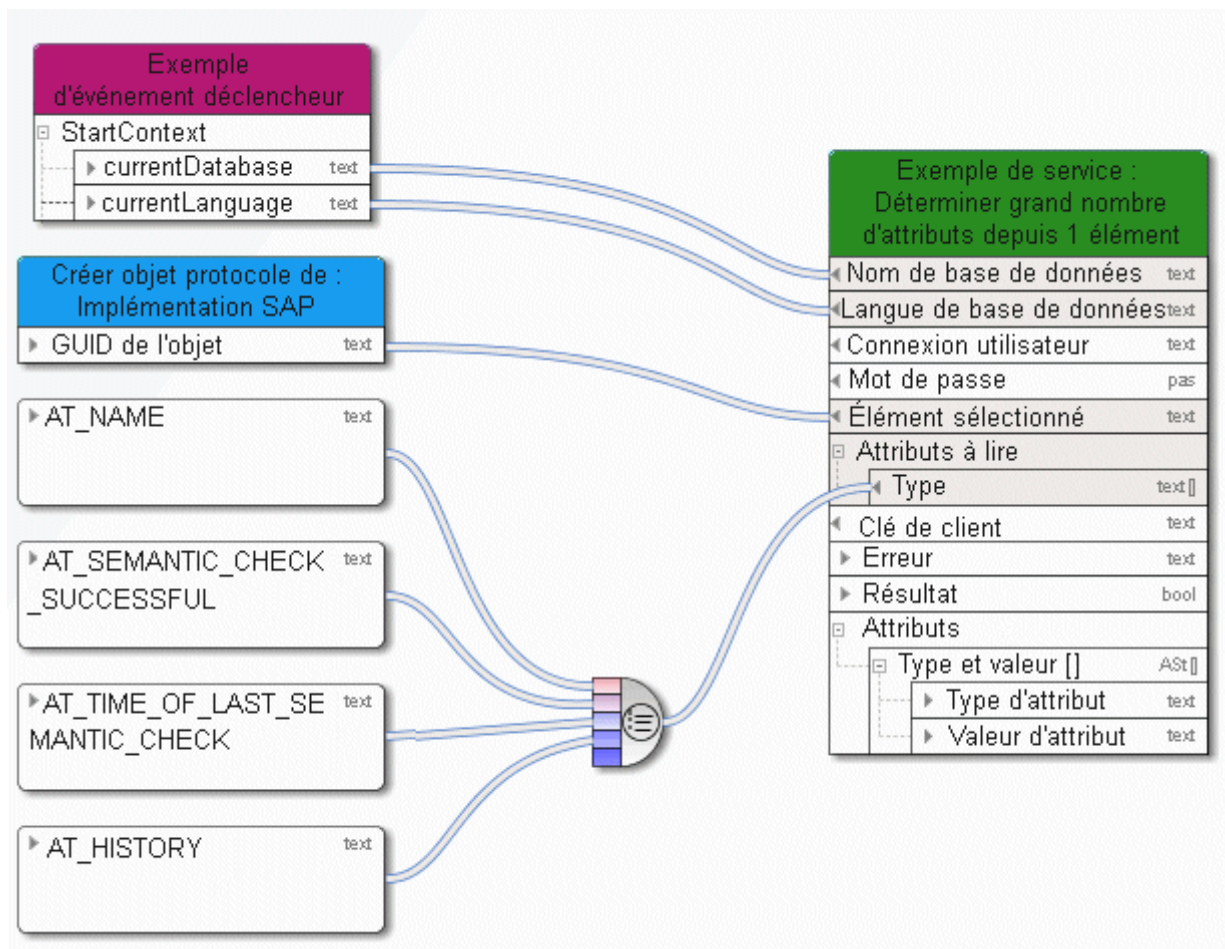 Exemple
d'événement déclencheur
StartContext
currentDatabase text
currentLanguage text
Créer objet protocole de :
Implémentation SAP
GUID de l'objet text
AT_NAME text
AT_SEMANTIC_CHECK text
_SUCCESSFUL
AT_TIME_OF_LAST_SE text
MANTIC_CHECK
AT_HISTORY text
Exemple de service :
Déterminer grand nombre
d'attributs depuis 1 élément
Nom de base de données text
Langue de base de données text
Connexion utilisateur text
Mot de passe pas
Élément sélectionné text
Attributs à lire
Type text[]
Clé de client text
Erreur text
Résultat bool
Attributs
Type et valeur [] ASt[]
Type d'attribut text
Valeur d'attribut text